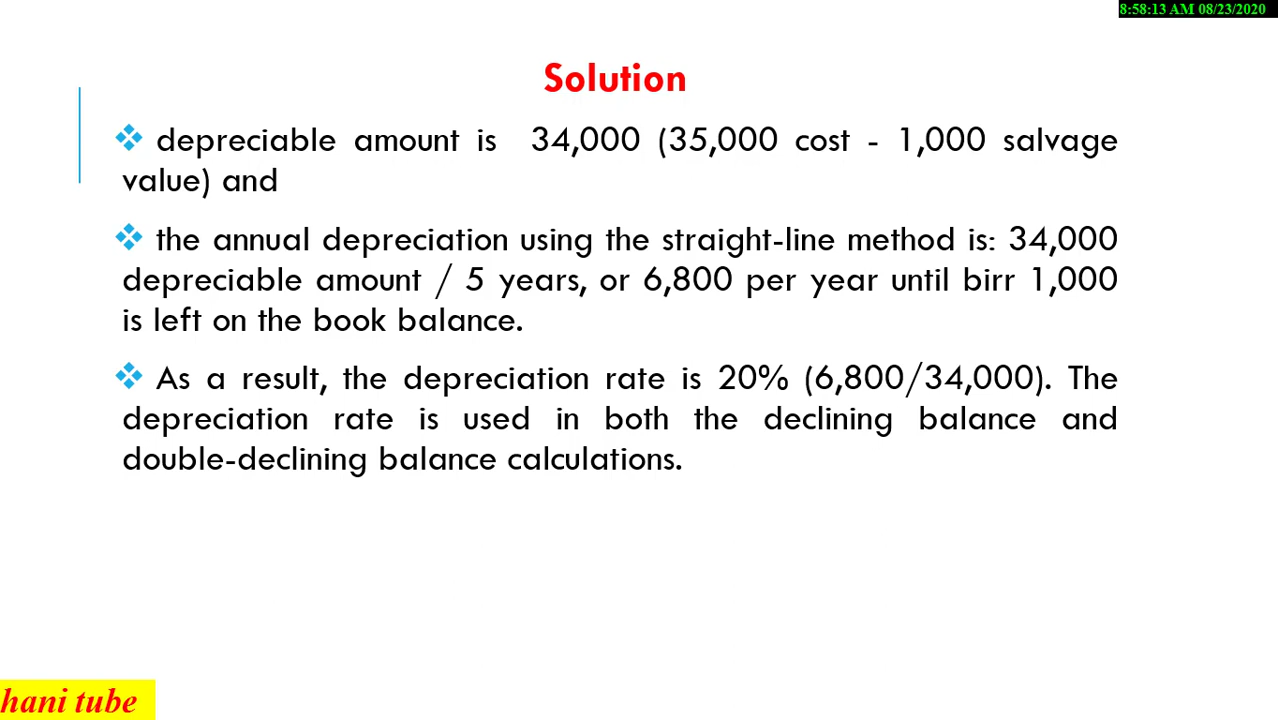 8:58:13 AM 08/23/2020
Solution
❖ depreciable amount is 34,000 (35,000 cost - 1,000 salvage
value) and
❖ the annual depreciation using the straight-line method is: 34,000
depreciable amount / 5 years, or 6,800 per year until birr 1,000
is left on the book balance.
❖ As a result, the depreciation rate is 20% (6,800/34,000). The
depreciation rate is used in both the declining balance and
double-declining balance calculations.
hani tube